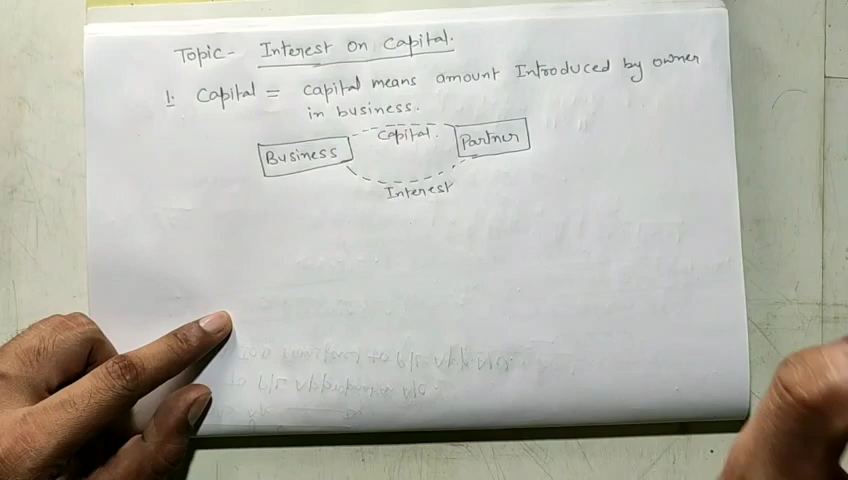 Topic- Interest on Capital.
1. Capital = capital means amount Introduced by owner
in business.
Capital.
Business
Partner
Interest